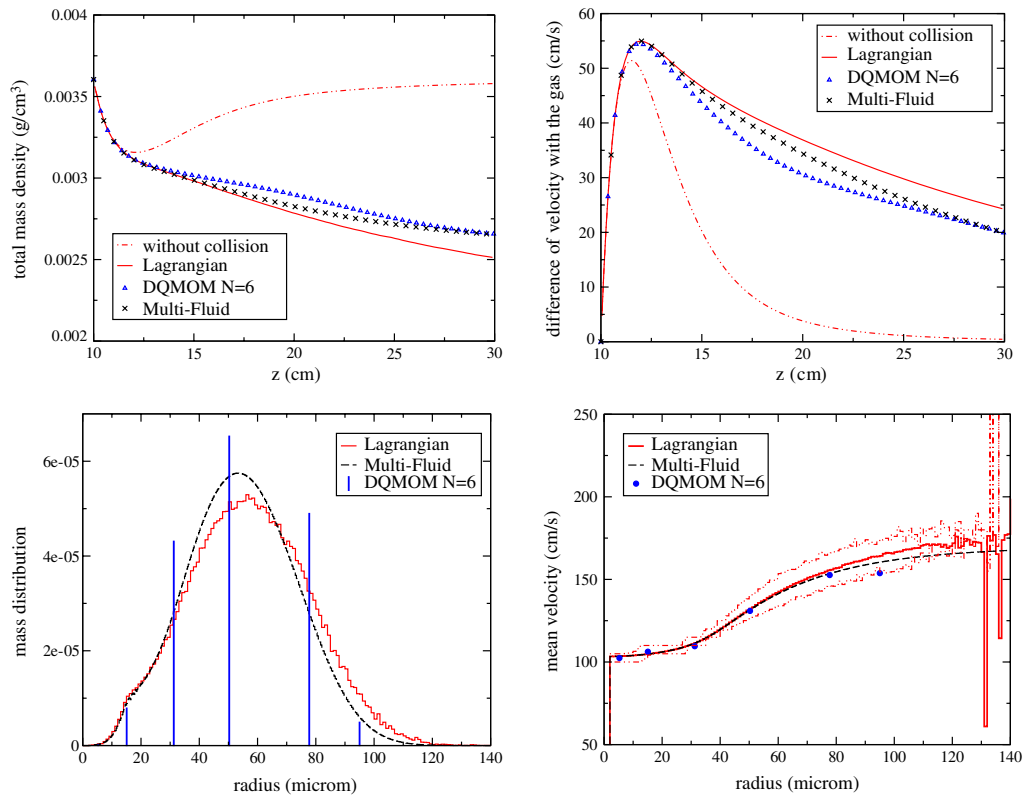 0.004
0.0035
0.003
0.0025
0.002
total mass density (g/cm³)
without collision
Lagrangian
DQMOM N=6
Multi-Fluid
10
15
20
25
30
z (cm)
60
50
40
30
20
10
0
difference of velocity with the gas (cm/s)
without collision
Lagrangian
DQMOM N=6
Multi-Fluid
10
15
20
25
30
z (cm)
6e-05
4e-05
2e-05
0
mass distribution
Lagrangian
Multi-Fluid
DQMOM N=6
0
20
40
60
80
100
120
140
radius (microm)
250
200
150
100
50
mean velocity (cm/s)
Lagrangian
Multi-Fluid
DQMOM N=6
0
20
40
60
80
100
120
140
radius (microm)